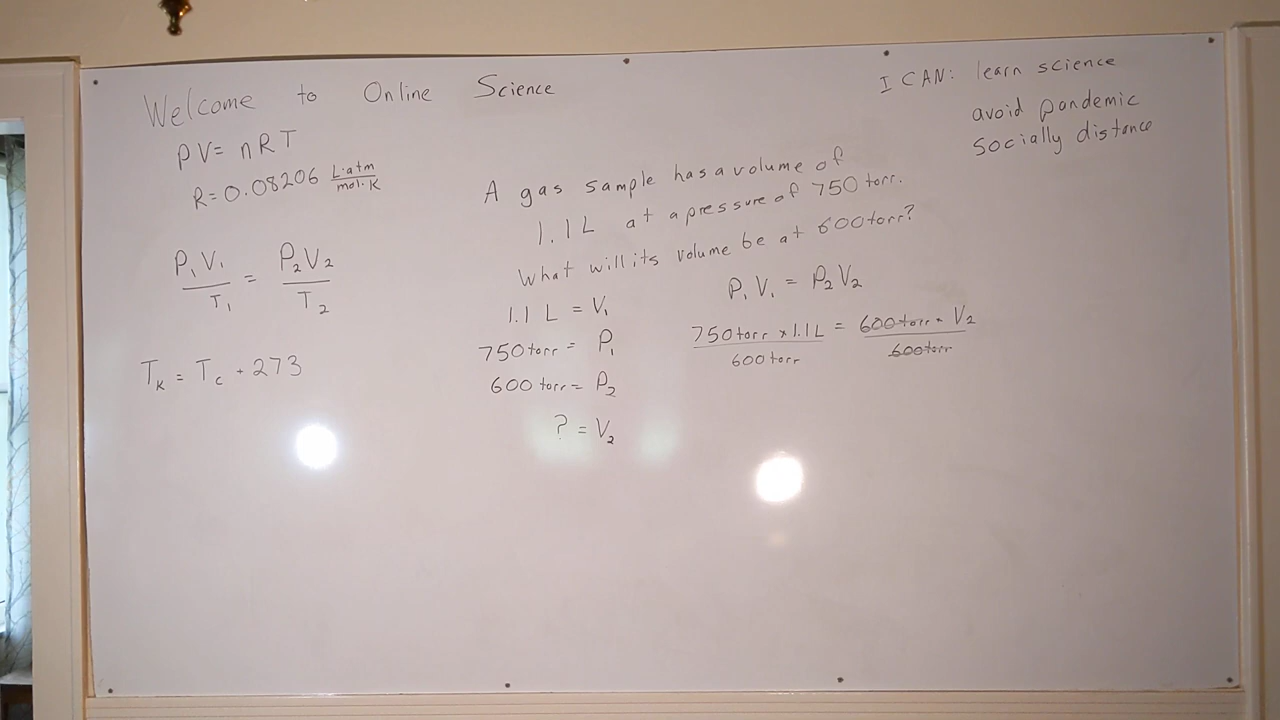 Welcome to Online Science
PV = nRT
R = 0.08206 L·atm / mol·K
P₁V₁ / T₁ = P₂V₂ / T₂
T_K = T_C + 273
A gas sample has a volume of
1.1 L at a pressure of 750 torr.
What will its volume be at 600 torr?
1.1 L = V₁
750 torr = P₁
600 torr = P₂
? = V₂
P₁V₁ = P₂V₂
750 torr × 1.1 L / 600 torr = 600 torr · V₂ / 600 torr
I CAN: learn science
avoid pandemic
socially distance